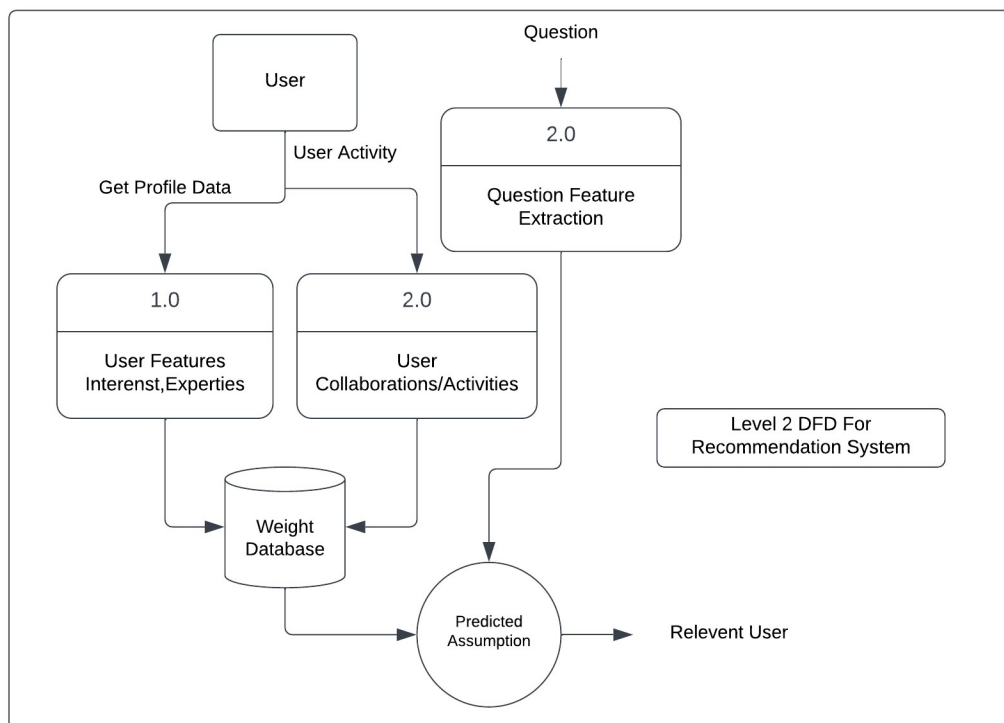 Question
User
2.0
User Activity
Get Profile Data
Question Feature
Extraction
1.0
2.0
User Features
Interenst,Experties
User
Collaborations/Activities
Level 2 DFD For
Recommendation System
Weight
Database
Predicted
Assumption
Relevent User